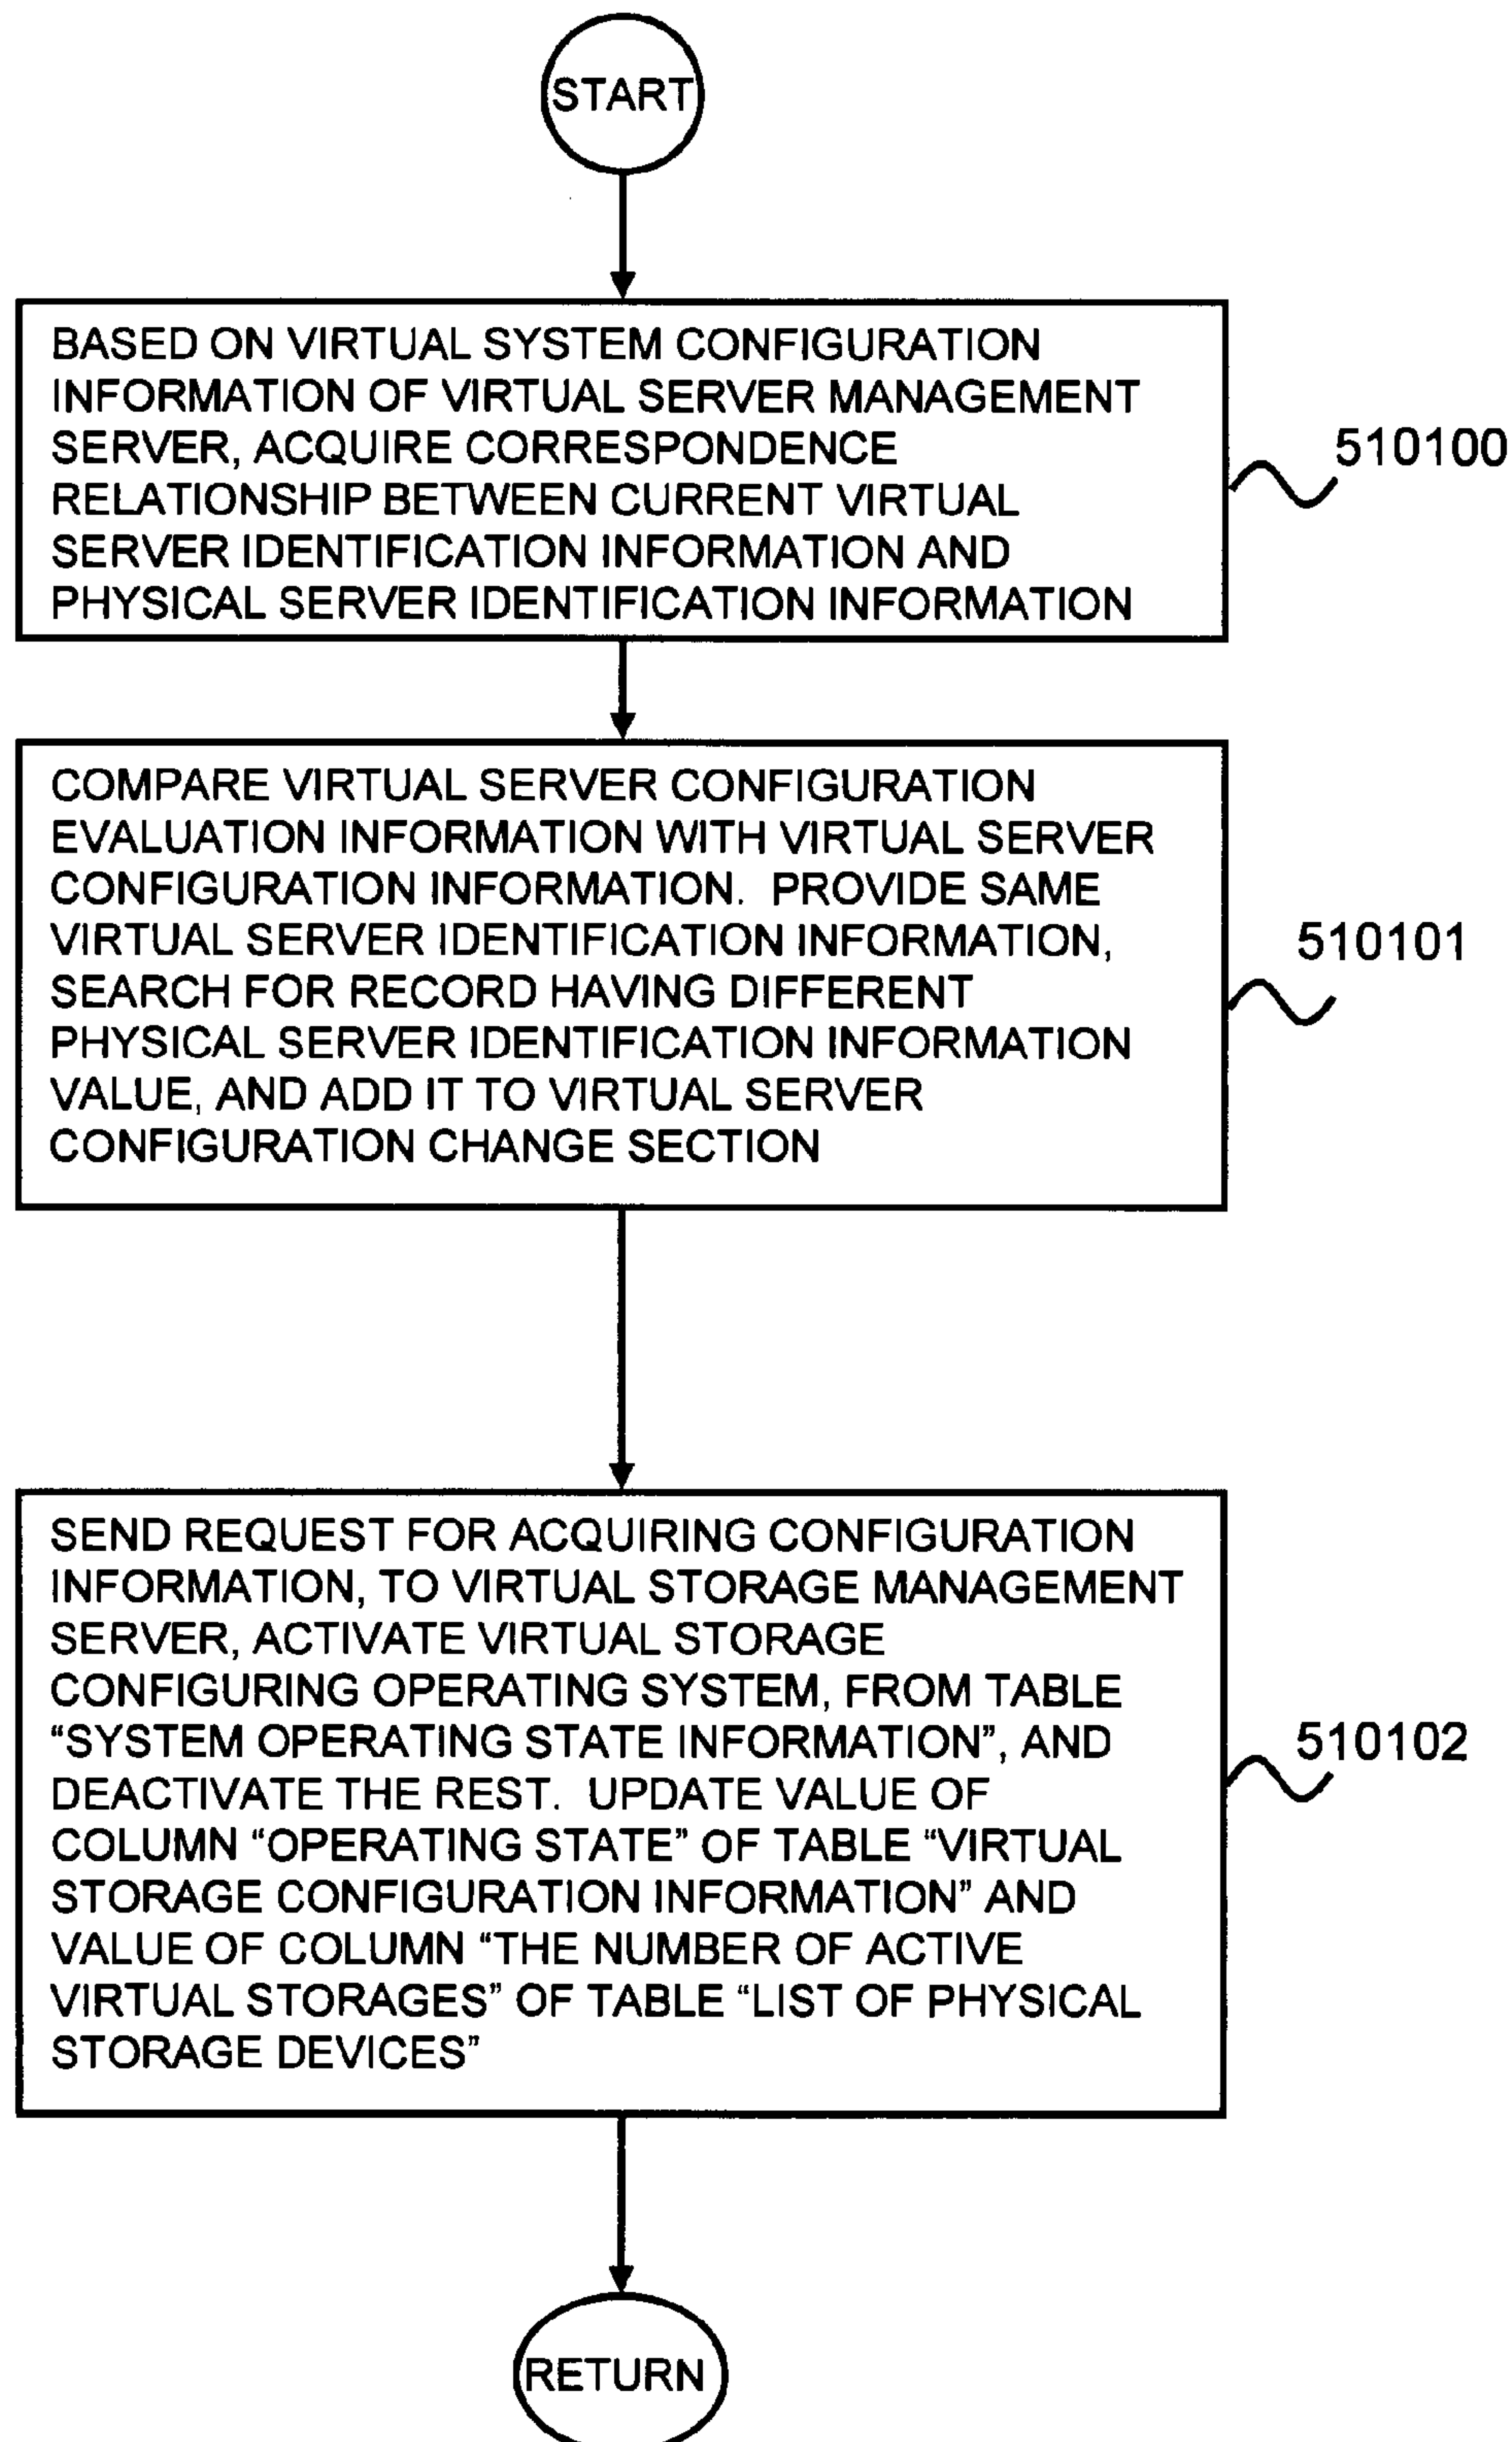 START
BASED ON VIRTUAL SYSTEM CONFIGURATION
INFORMATION OF VIRTUAL SERVER MANAGEMENT
SERVER, ACQUIRE CORRESPONDENCE
RELATIONSHIP BETWEEN CURRENT VIRTUAL
SERVER IDENTIFICATION INFORMATION AND
PHYSICAL SERVER IDENTIFICATION INFORMATION
510100
COMPARE VIRTUAL SERVER CONFIGURATION
EVALUATION INFORMATION WITH VIRTUAL SERVER
CONFIGURATION INFORMATION. PROVIDE SAME
VIRTUAL SERVER IDENTIFICATION INFORMATION,
SEARCH FOR RECORD HAVING DIFFERENT
PHYSICAL SERVER IDENTIFICATION INFORMATION
VALUE, AND ADD IT TO VIRTUAL SERVER
CONFIGURATION CHANGE SECTION
510101
SEND REQUEST FOR ACQUIRING CONFIGURATION
INFORMATION, TO VIRTUAL STORAGE MANAGEMENT
SERVER, ACTIVATE VIRTUAL STORAGE
CONFIGURING OPERATING SYSTEM, FROM TABLE
“SYSTEM OPERATING STATE INFORMATION”, AND
DEACTIVATE THE REST. UPDATE VALUE OF
COLUMN “OPERATING STATE” OF TABLE “VIRTUAL
STORAGE CONFIGURATION INFORMATION” AND
VALUE OF COLUMN “THE NUMBER OF ACTIVE
VIRTUAL STORAGES” OF TABLE “LIST OF PHYSICAL
STORAGE DEVICES”
510102
RETURN